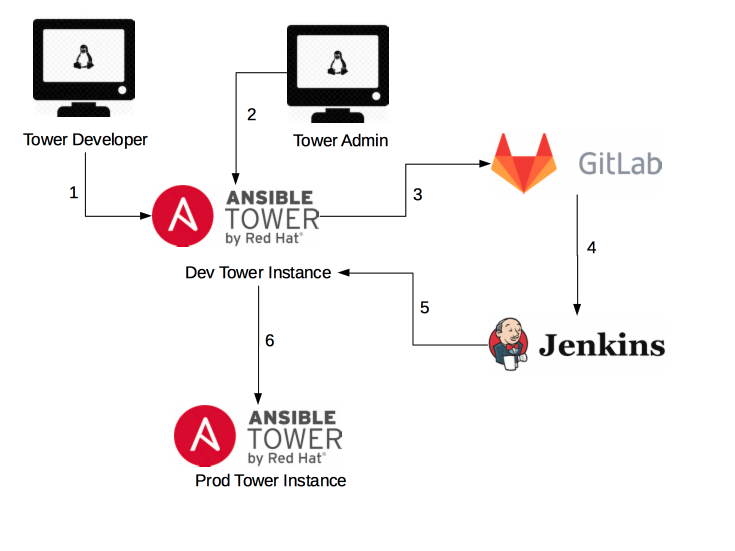 Tower Developer
Tower Admin
1
2
3
4
5
6
ANSIBLE
TOWER
by Red Hat®
Dev Tower Instance
GitLab
Jenkins
ANSIBLE
TOWER
by Red Hat®
Prod Tower Instance